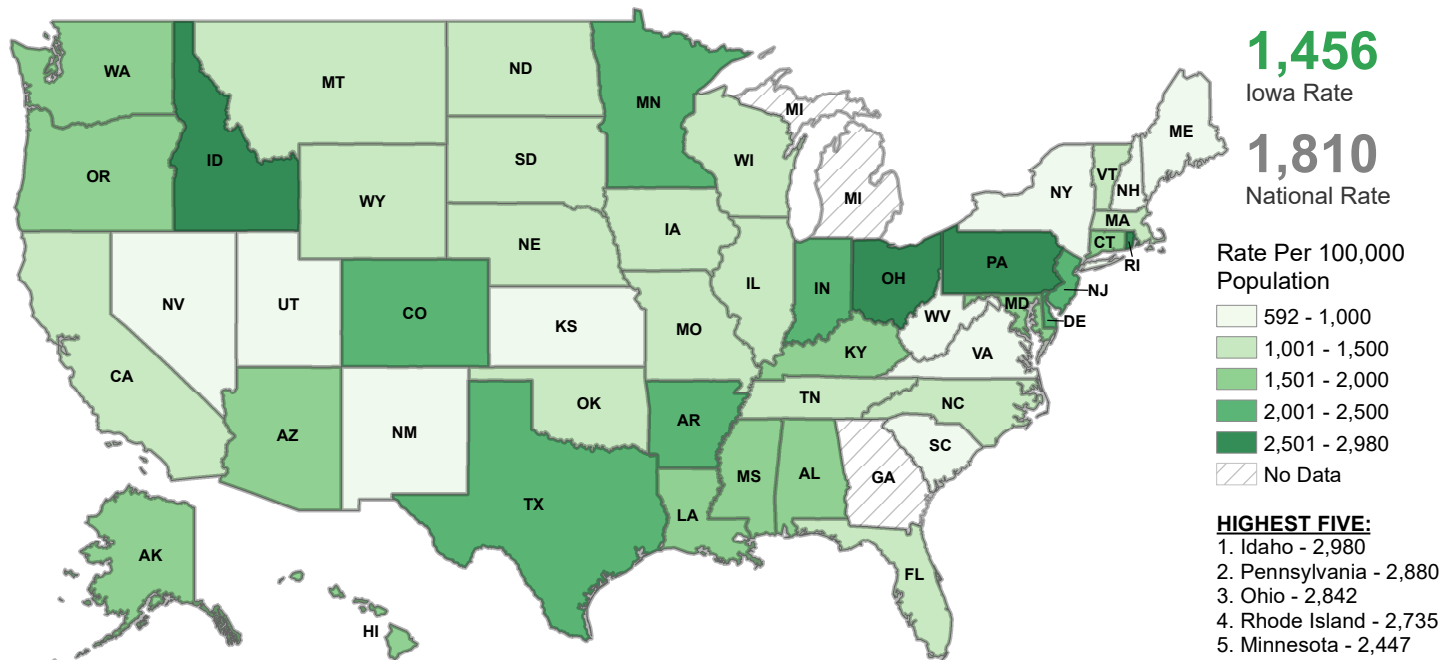 WA
MT
ND
MN
MI
ME
OR
ID
SD
WI
MI
NY
VT
NH
WY
IA
MA
CT
RI
NE
NV
UT
CO
KS
MO
IL
IN
OH
PA
NJ
MD
DE
WV
VA
KY
CA
AZ
NM
OK
AR
TN
NC
SC
TX
LA
MS
AL
GA
FL
AK
HI
1,456
Iowa Rate
1,810
National Rate
Rate Per 100,000
Population
592 - 1,000
1,001 - 1,500
1,501 - 2,000
2,001 - 2,500
2,501 - 2,980
No Data
HIGHEST FIVE:
1. Idaho - 2,980
2. Pennsylvania - 2,880
3. Ohio - 2,842
4. Rhode Island - 2,735
5. Minnesota - 2,447